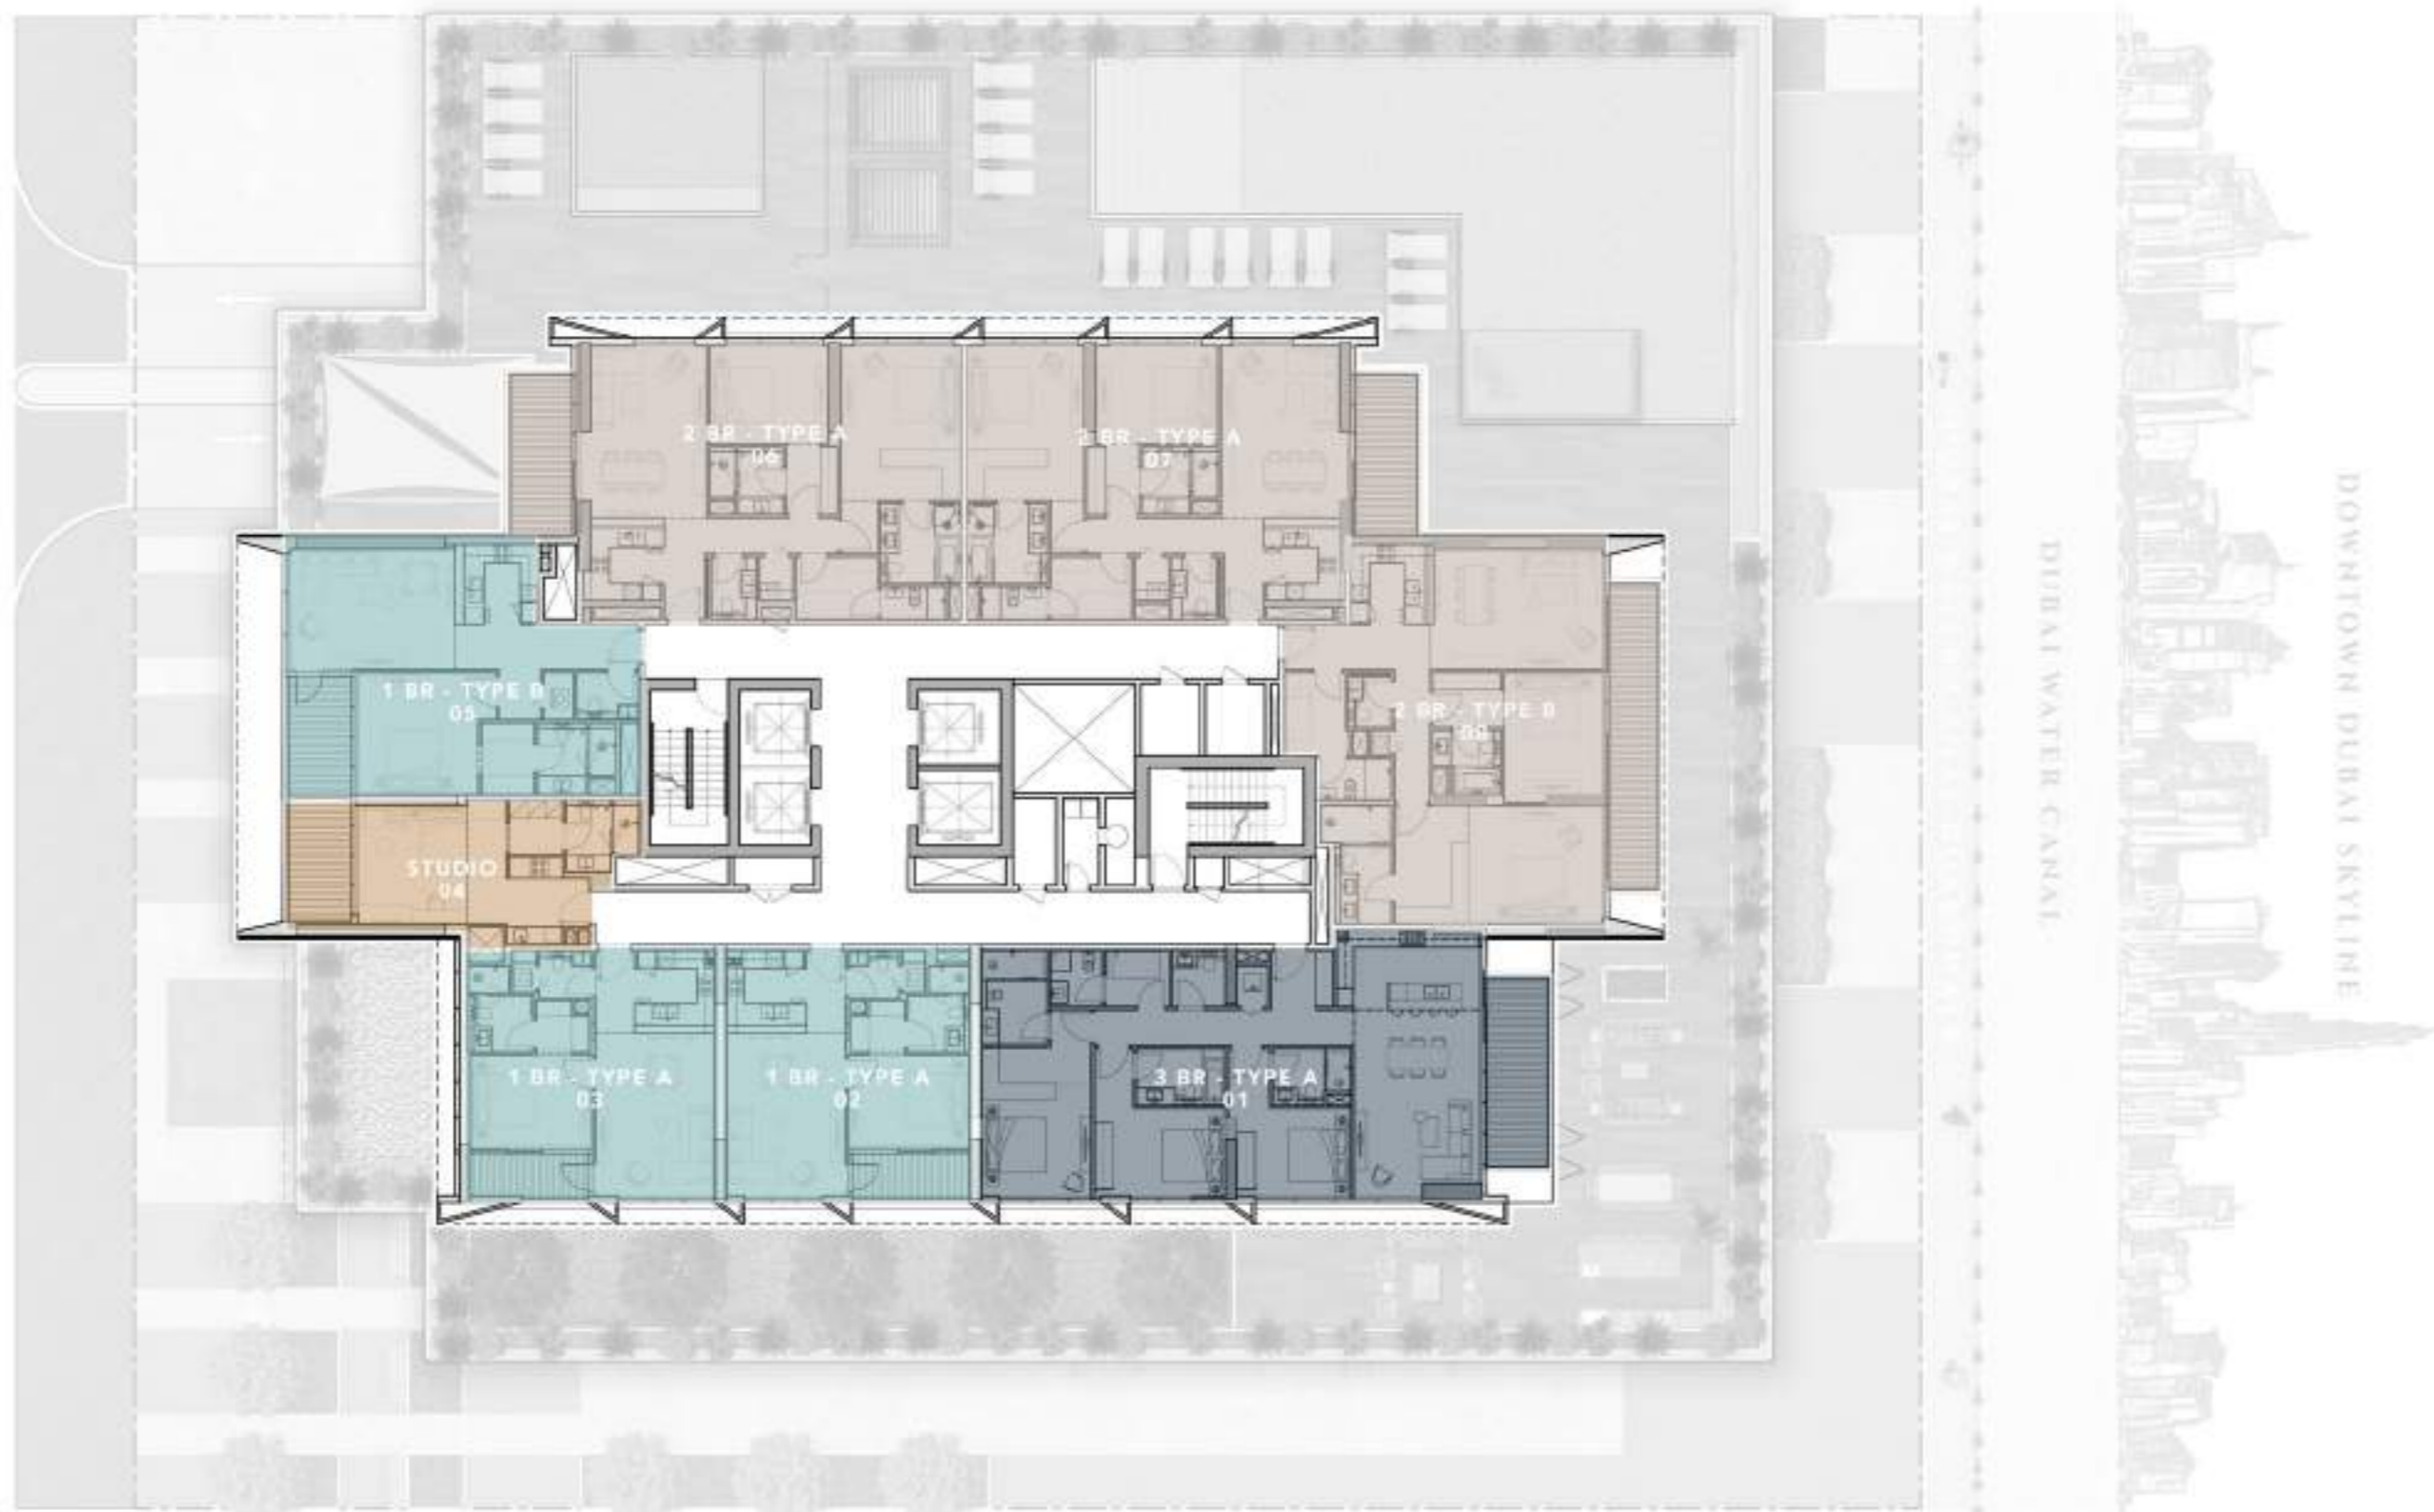 2 BR - TYPE A
06
2 BR - TYPE A
07
1 BR - TYPE B
05
2 BR - TYPE B
08
STUDIO
04
1 BR - TYPE A
03
1 BR - TYPE A
02
3 BR - TYPE A
01
DUBAI WATER CANAL
DOWNTOWN DUBAI SKYLINE